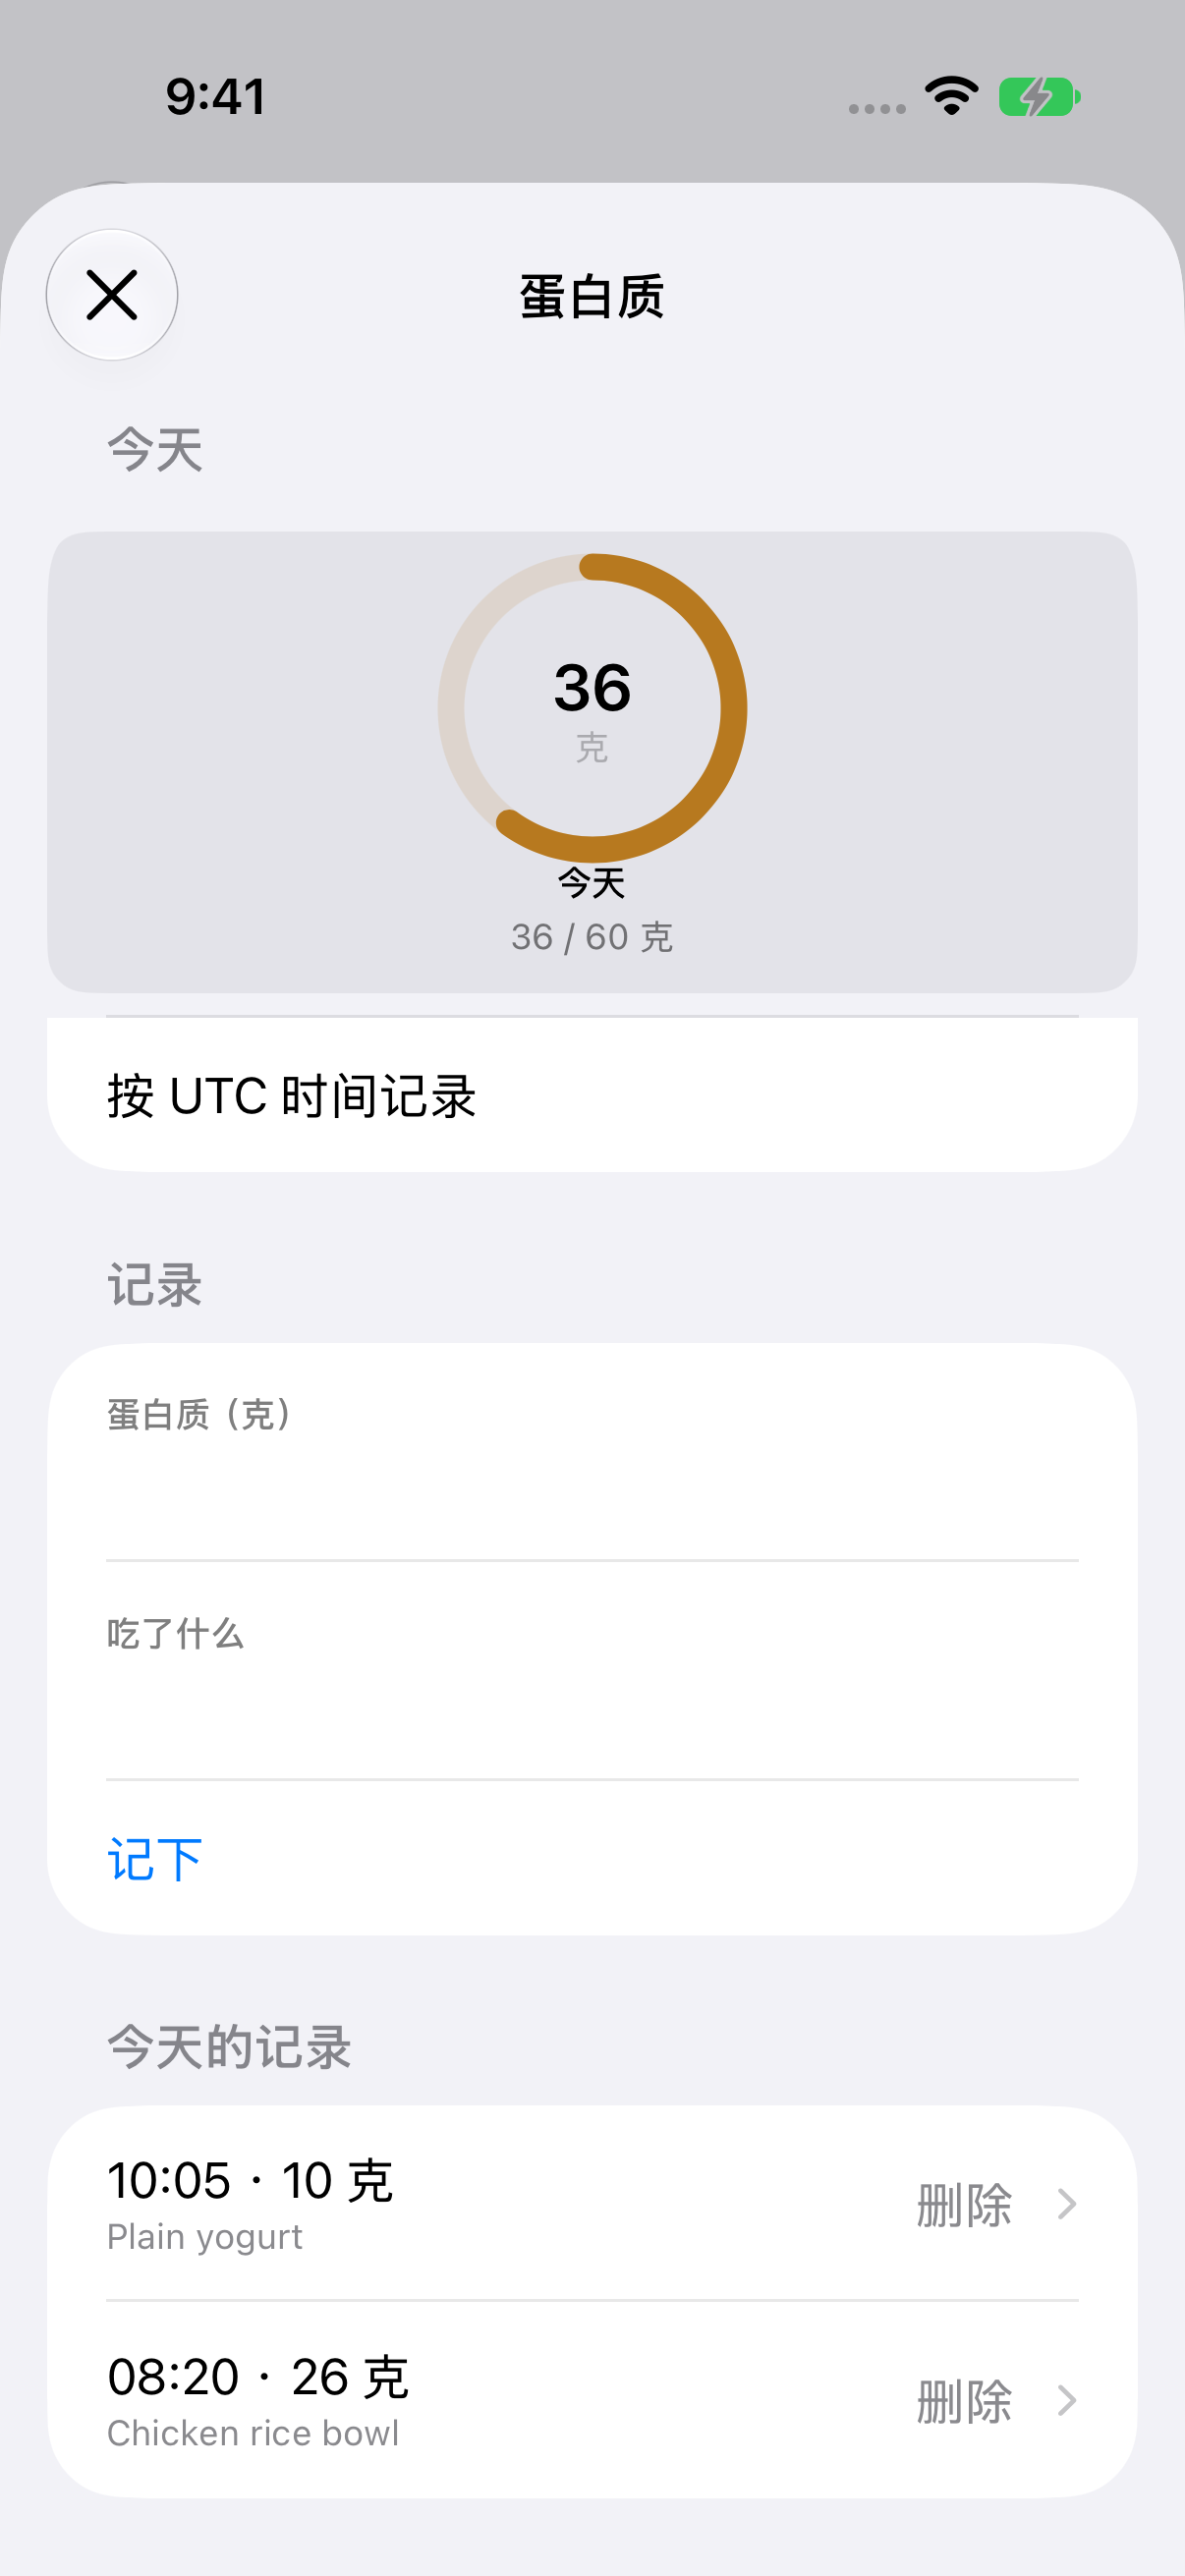 9:41
蛋白质
今天
36
克
今天
36 / 60 克
按 UTC 时间记录
记录
蛋白质（克）
吃了什么
记下
今天的记录
10:05 · 10 克
Plain yogurt
删除
08:20 · 26 克
Chicken rice bowl
删除